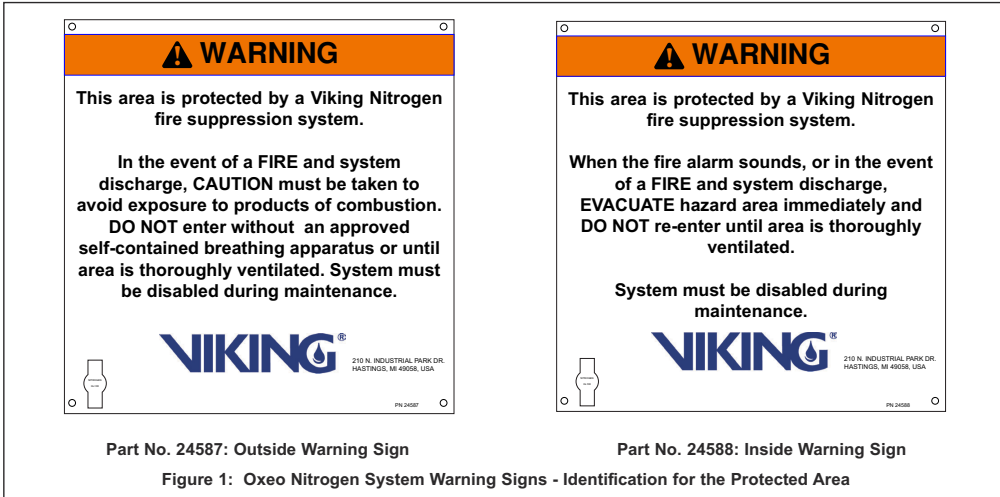 WARNING
This area is protected by a Viking Nitrogen
fire suppression system.
In the event of a FIRE and system
discharge, CAUTION must be taken to
avoid exposure to products of combustion.
DO NOT enter without an approved
self-contained breathing apparatus or until
area is thoroughly ventilated. System must
be disabled during maintenance.
VIKING®
210 N. INDUSTRIAL PARK DR.
HASTINGS, MI 49058, USA
PN 24587
Part No. 24587: Outside Warning Sign
WARNING
This area is protected by a Viking Nitrogen
fire suppression system.
When the fire alarm sounds, or in the event
of a FIRE and system discharge,
EVACUATE hazard area immediately and
DO NOT re-enter until area is thoroughly
ventilated.
System must be disabled during
maintenance.
VIKING®
210 N. INDUSTRIAL PARK DR.
HASTINGS, MI 49058, USA
PN 24588
Part No. 24588: Inside Warning Sign
Figure 1: Oxeo Nitrogen System Warning Signs - Identification for the Protected Area